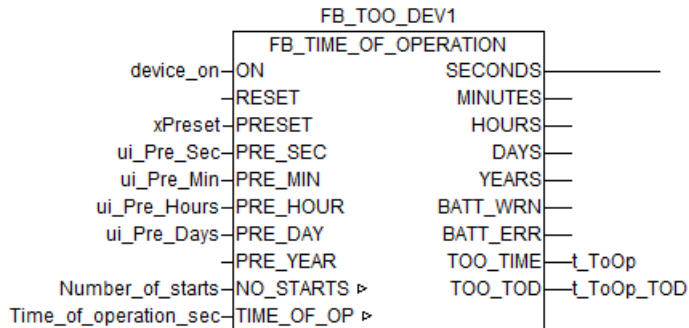 FB_TOO_DEV1
FB_TIME_OF_OPERATION
device_on ON SECONDS
RESET MINUTES
xPreset PRESET HOURS
ui_Pre_Sec PRE_SEC DAYS
ui_Pre_Min PRE_MIN YEARS
ui_Pre_Hours PRE_HOUR BATT_WRN
ui_Pre_Days PRE_DAY BATT_ERR
PRE_YEAR TOO_TIME t_ToOp
Number_of_starts NO_STARTS ▹ TOO_TOD t_ToOp_TOD
Time_of_operation_sec TIME_OF_OP ▹